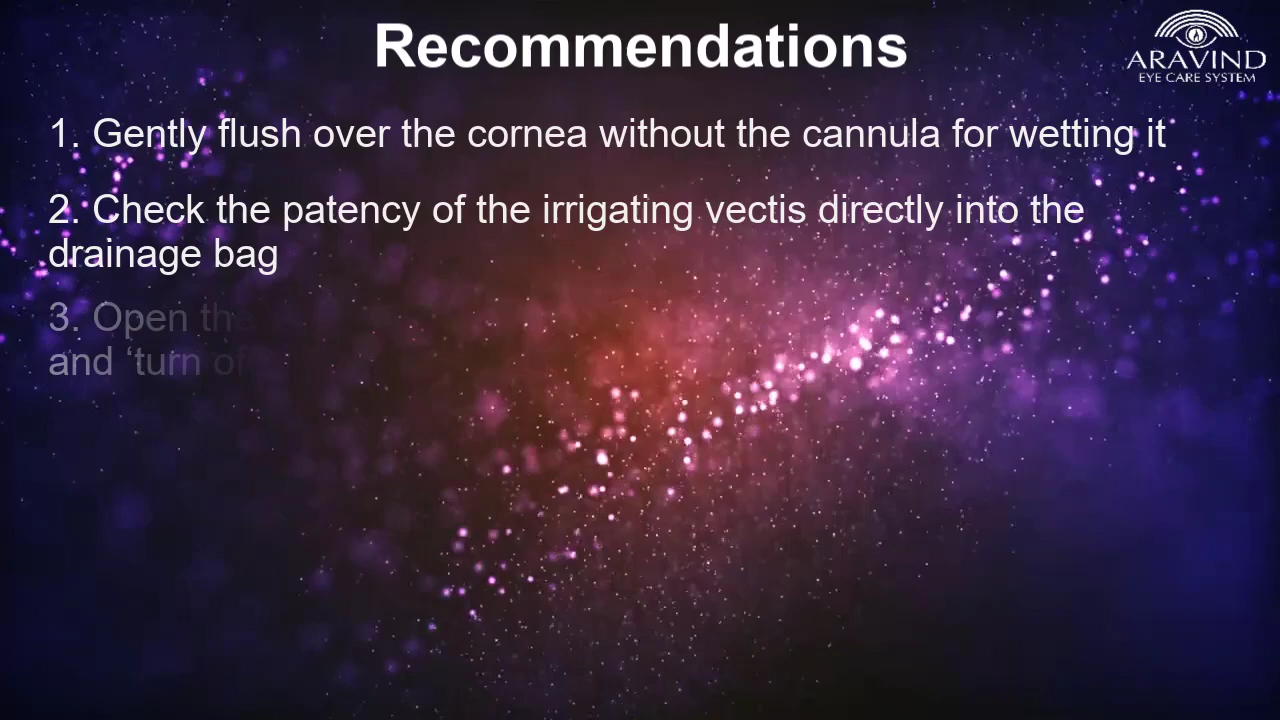 Recommendations
ARAVIND
EYE CARE SYSTEM
1. Gently flush over the cornea without the cannula for wetting it
2. Check the patency of the irrigating vectis directly into the
drainage bag
3. Open the
and ‘turn of